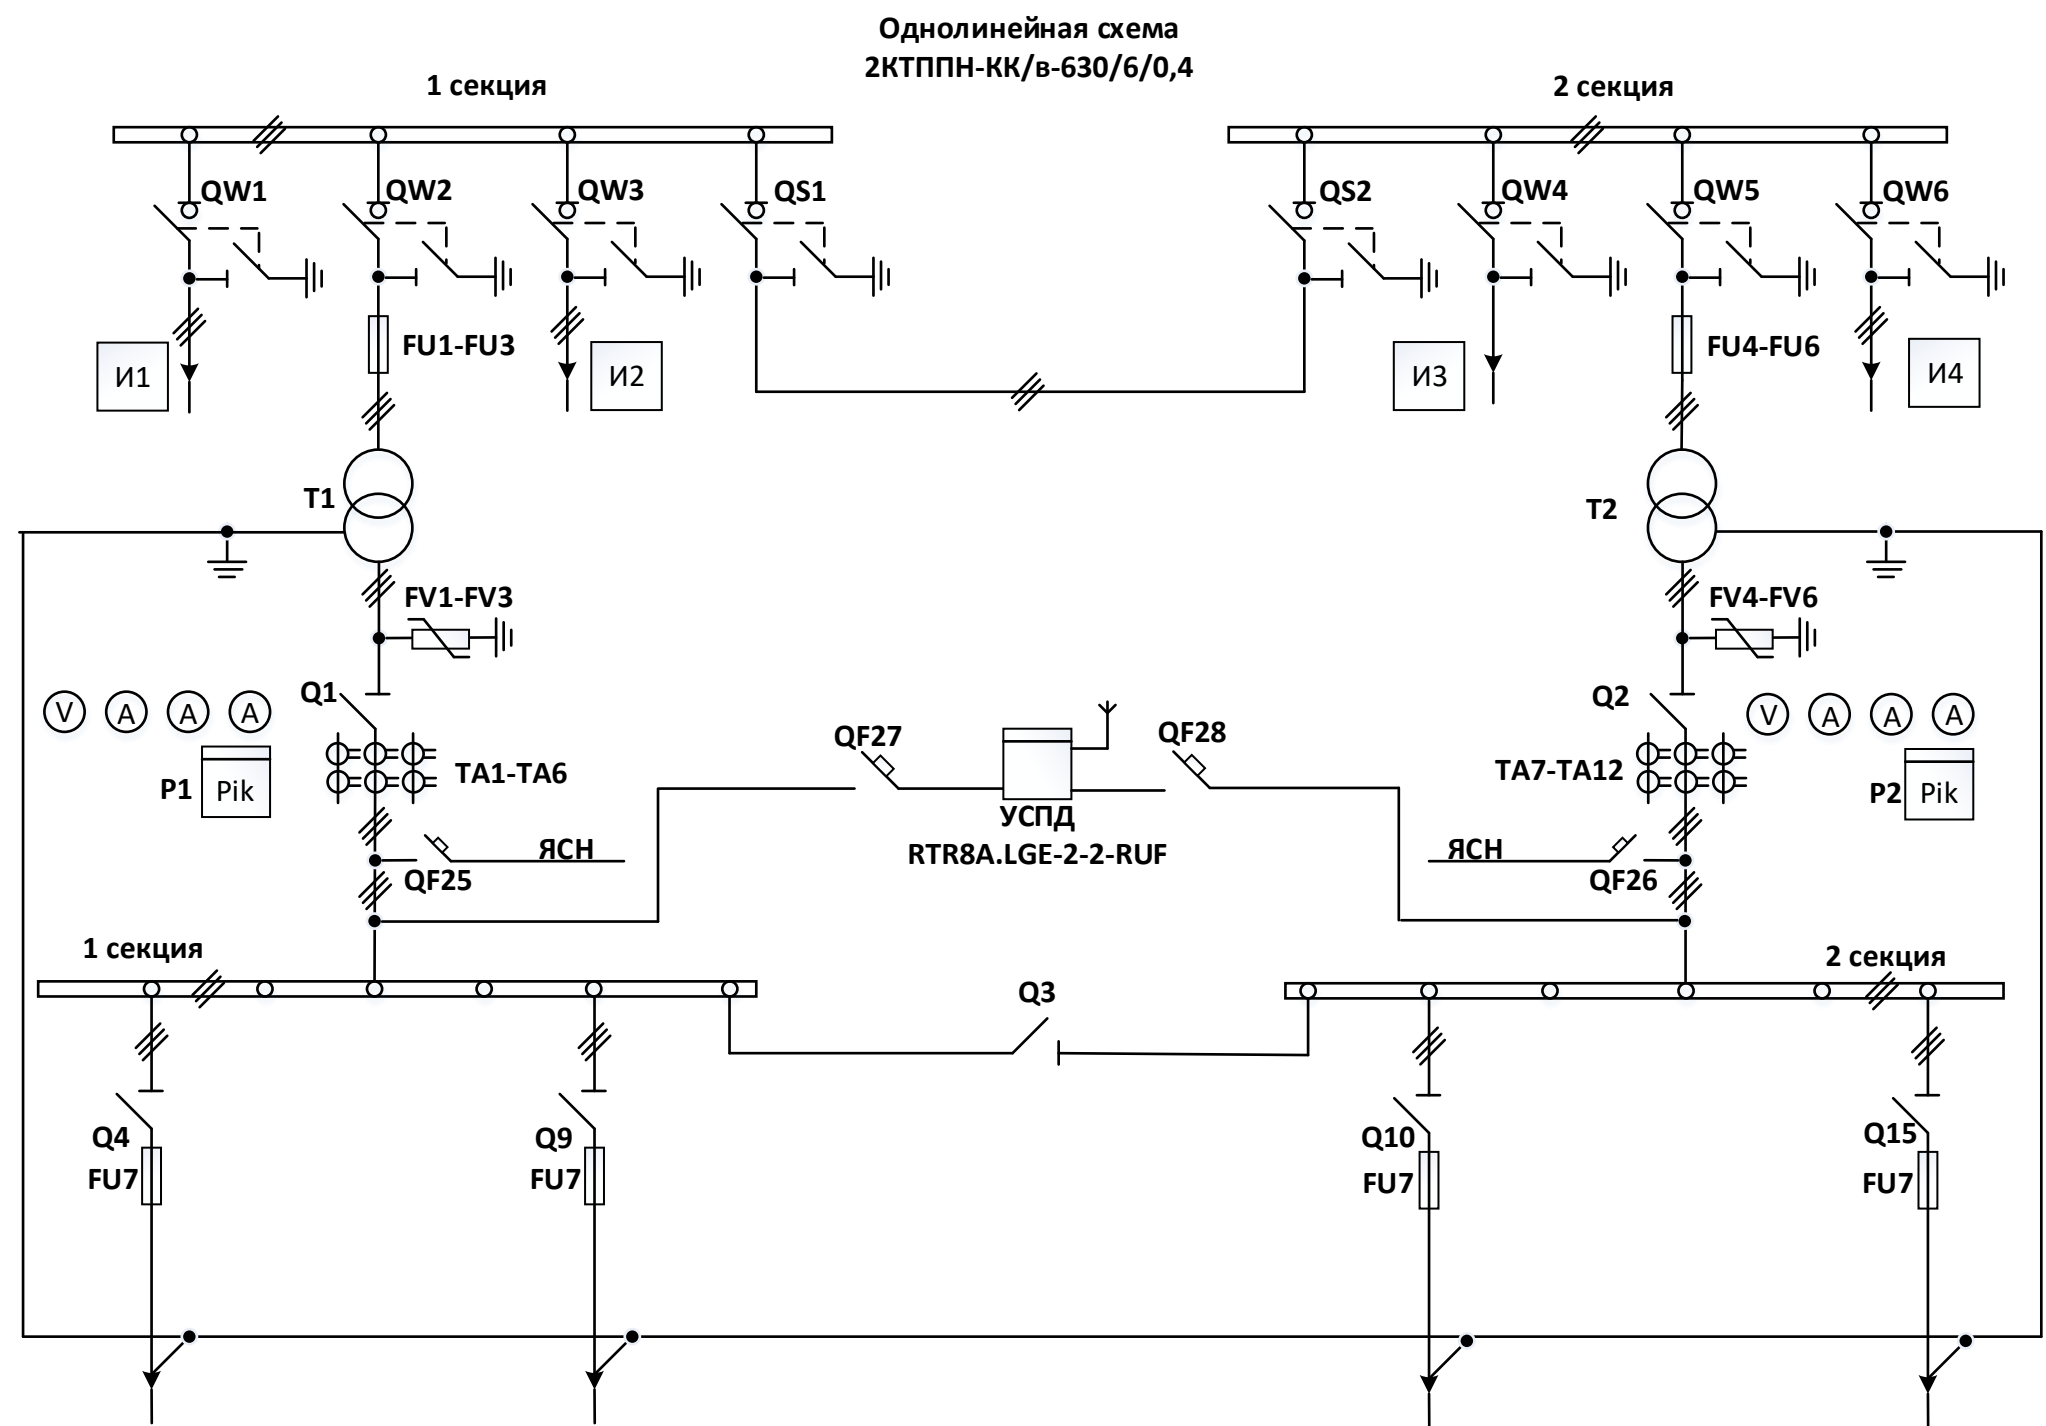 Однолинейная схема
2КТППН-КК/в-630/6/0,4
1 секция
2 секция
QW1
QW2
QW3
QS1
QS2
QW4
QW5
QW6
FU1-FU3
FU4-FU6
И1
И2
И3
И4
T1
T2
FV1-FV3
FV4-FV6
Q1
Q2
V A A A
V A A A
QF27
QF28
P1
Pik
TA1-TA6
TA7-TA12
P2
Pik
УСПД
RTR8A.LGE-2-2-RUF
ЯСН
ЯСН
QF25
QF26
1 секция
2 секция
Q3
Q4
Q9
Q10
Q15
FU7
FU7
FU7
FU7